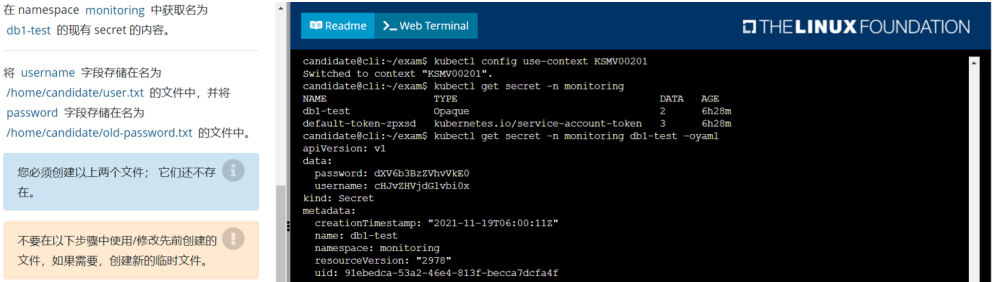 在 namespace monitoring 中获取名为
db1-test 的现有 secret 的内容。
将 username 字段存储在名为
/home/candidate/user.txt 的文件中，并将
password 字段存储在名为
/home/candidate/old-password.txt 的文件中。
您必须创建以上两个文件； 它们还不存
在。
不要在以下步骤中使用/修改先前创建的
文件，如果需要，创建新的临时文件。
Readme
Web Terminal
THE LINUX FOUNDATION
candidate@cli:~/exam$ kubectl config use-context KSMV00201
Switched to context "KSMV00201".
candidate@cli:~/exam$ kubectl get secret -n monitoring
NAME TYPE DATA AGE
db1-test Opaque 2 6h28m
default-token-zpxsd kubernetes.io/service-account-token 3 6h28m
candidate@cli:~/exam$ kubectl get secret -n monitoring db1-test -oyaml
apiVersion: v1
data:
password: dXV6b3BzZVhvVkE0
username: cHJvZHVjdGlvbi0x
kind: Secret
metadata:
creationTimestamp: "2021-11-19T06:00:11Z"
name: db1-test
namespace: monitoring
resourceVersion: "2978"
uid: 91ebedca-53a2-46e4-813f-becca7dcfa4f